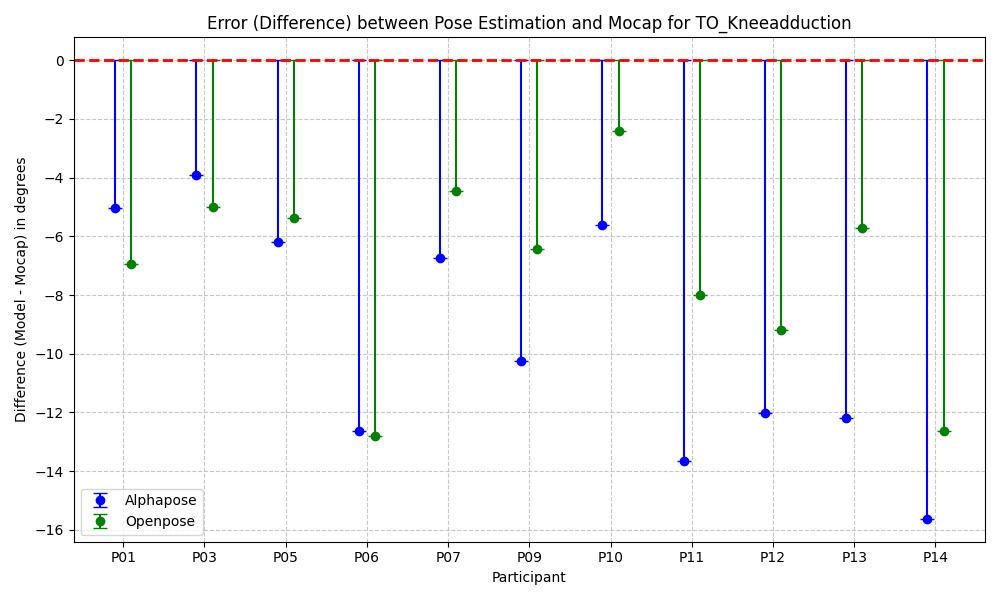 Error (Difference) between Pose Estimation and Mocap for TO_Kneeadduction
Difference (Model - Mocap) in degrees
0
−2
−4
−6
−8
−10
−12
−14
−16
Alphapose
Openpose
P01 P03 P05 P06 P07 P09 P10 P11 P12 P13 P14
Participant